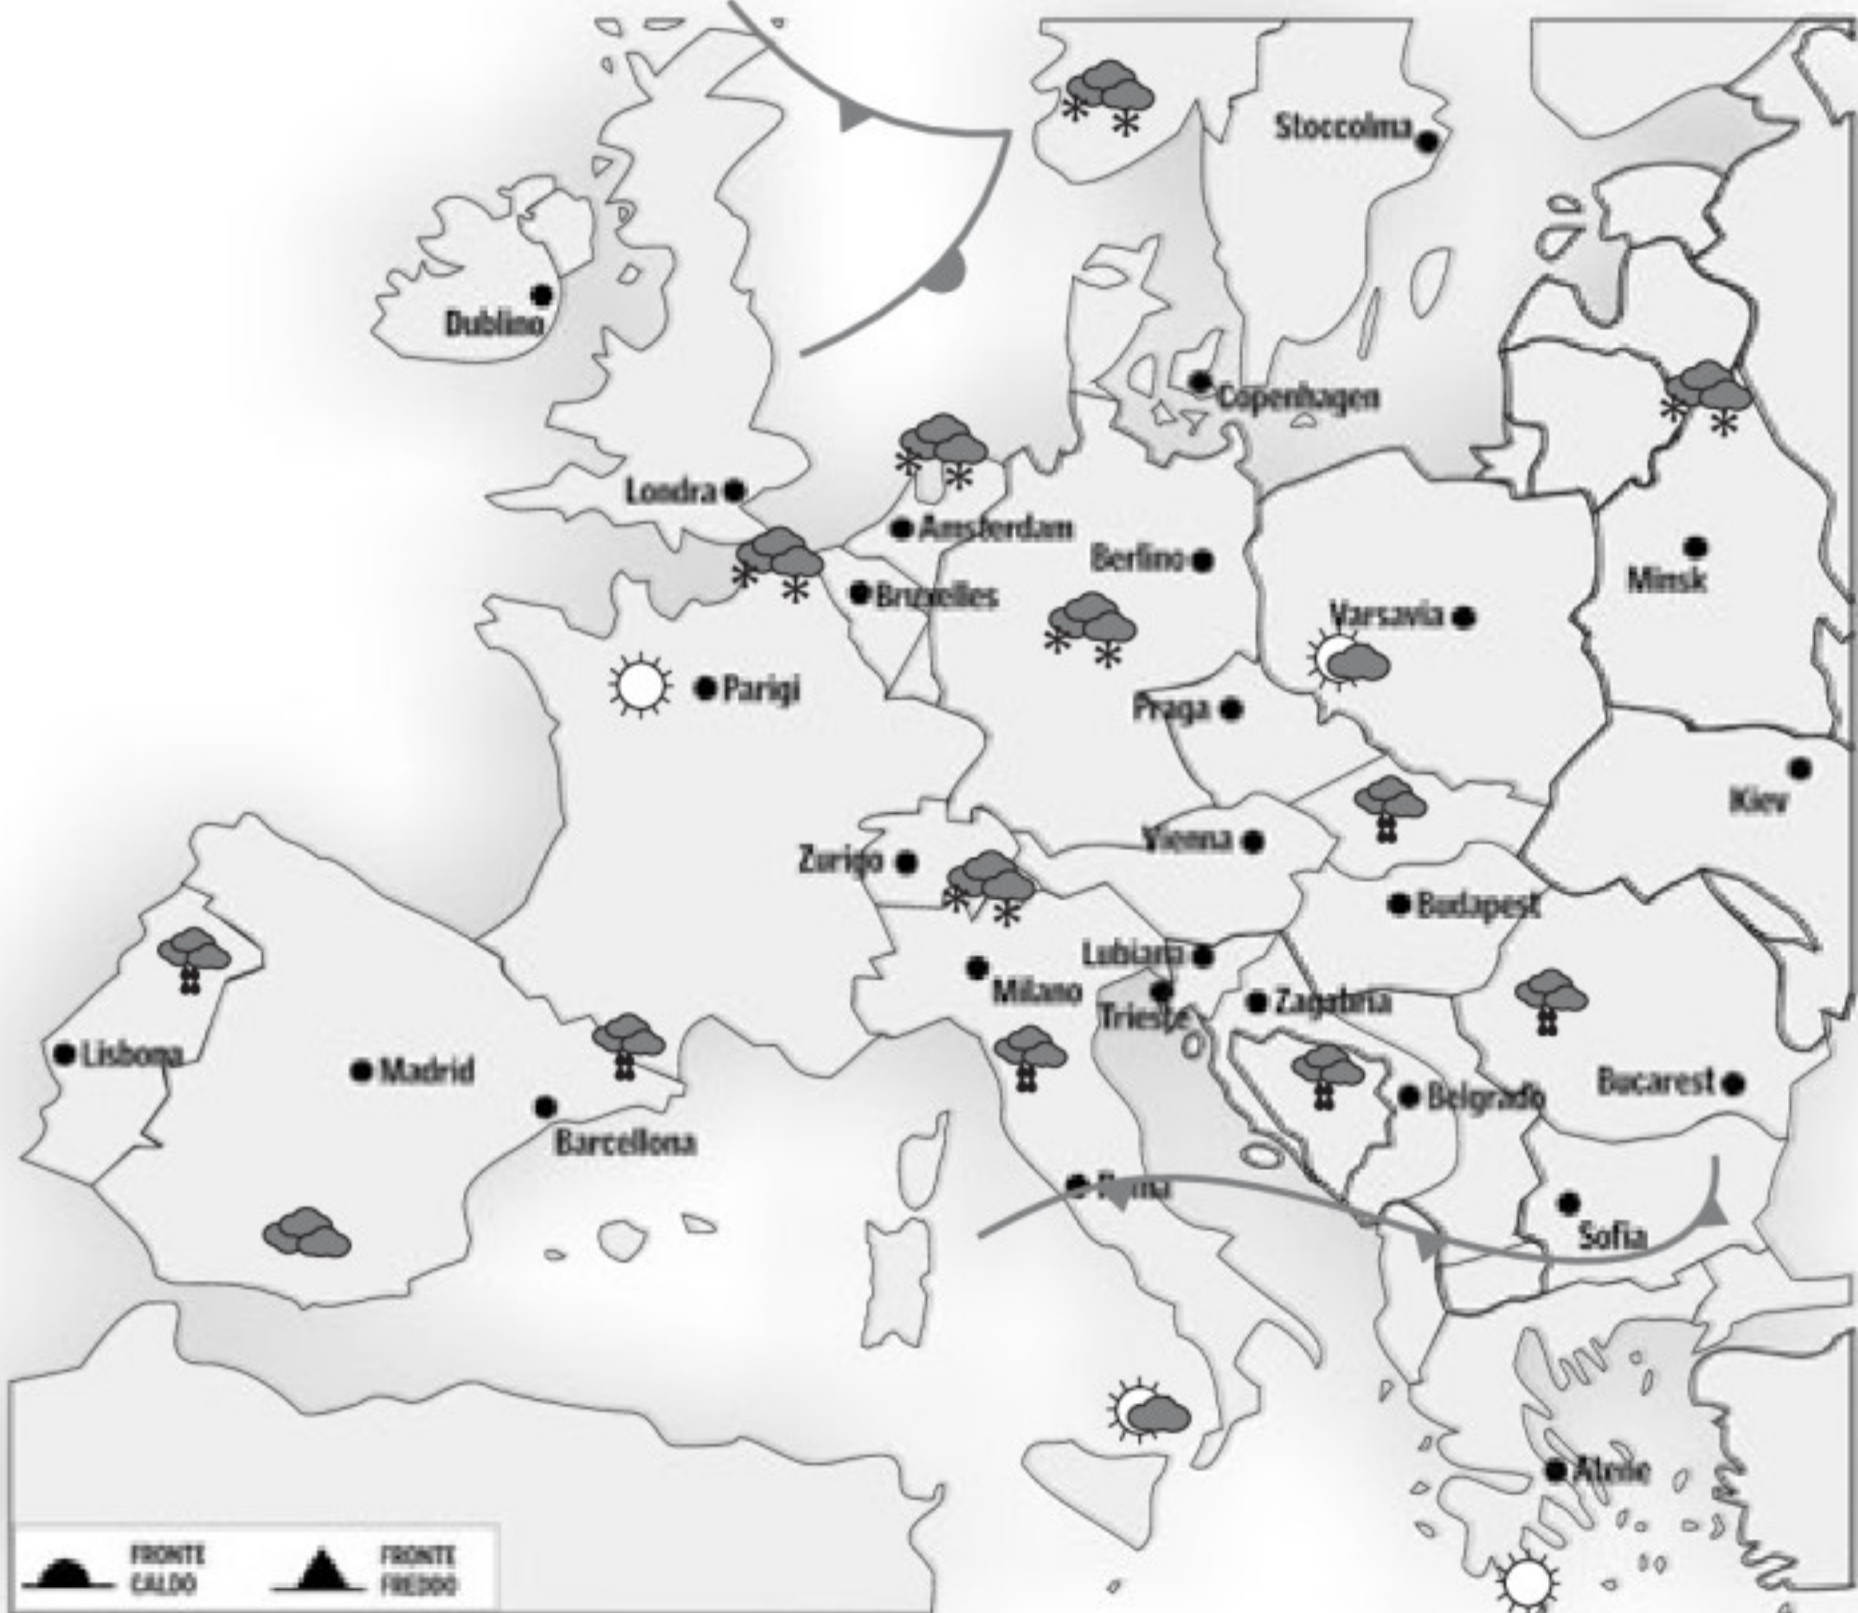 Stoccolma
Dublino
Copenhagen
Londra
Amsterdam
Berlino
Minsk
Bruxelles
Varsavia
Parigi
Praga
Kiev
Vienna
Zurigo
Budapest
Lubiana
Milano
Trieste
Zagabria
Lisbona
Madrid
Belgrado
Bucarest
Barcellona
Roma
Sofia
Atene
FRONTE
CALDO
FRONTE
FREDDO